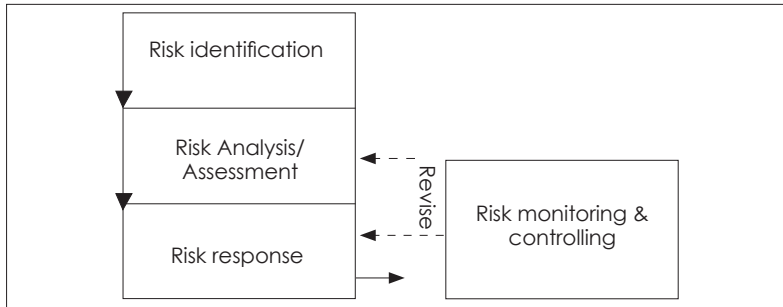 Risk identification
Risk Analysis/
Assessment
Revise
Risk monitoring &
controlling
Risk response